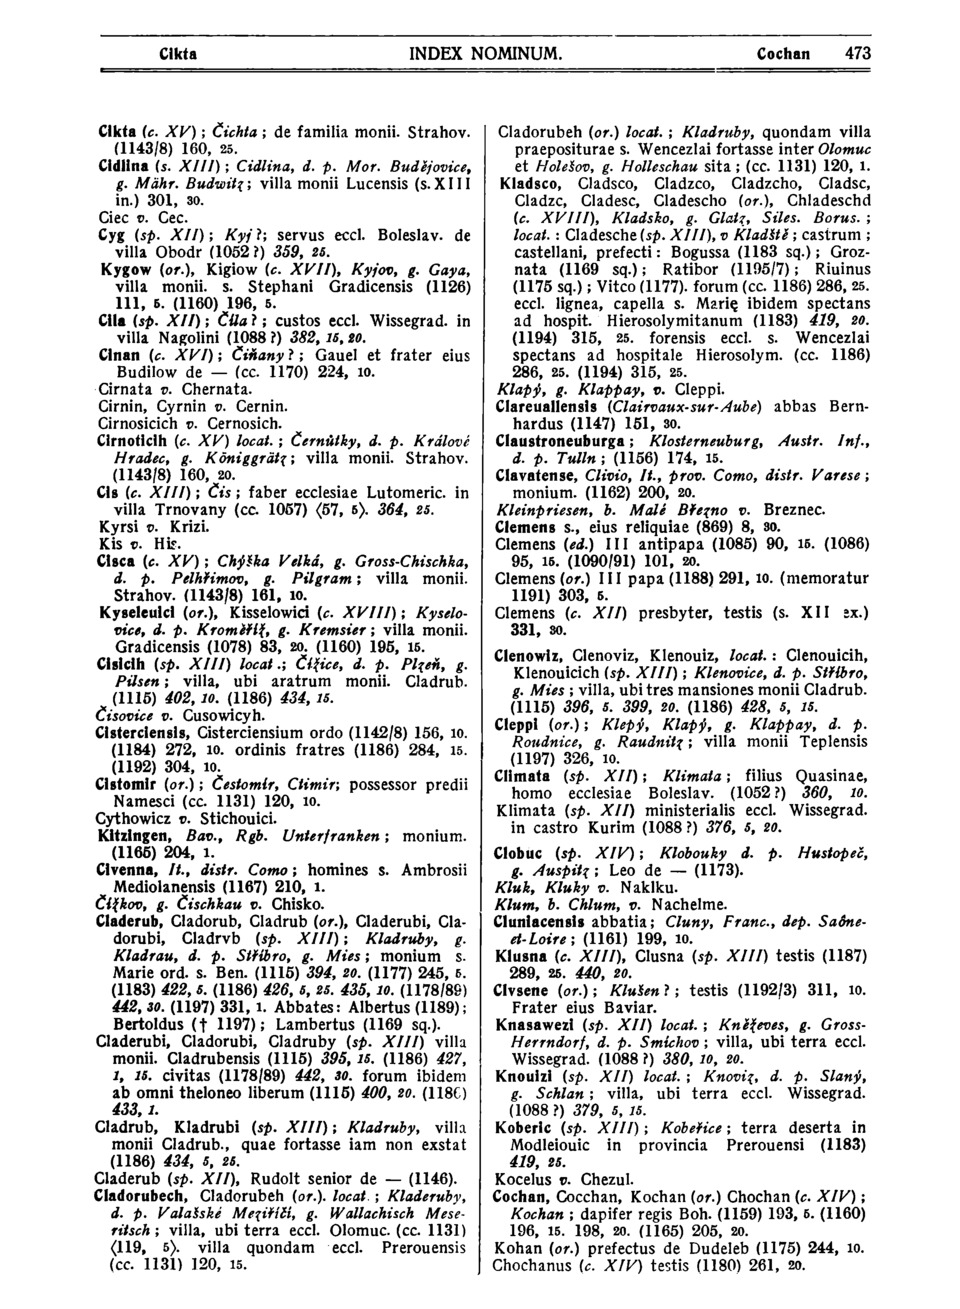 Cikta INDEX NOMINUM. Cochan 473
Cikta (c. XV) ; Čichta ; de familia monii. Strahov.
(1143/8) 160, 25.
Cidlina (s. XIII) ; Cidlina, d. p. Mor. Budějovice,
g. Mähr. Budwitz ; villa monii Lucensis (s. XIII
in.) 301, 30.
Ciec v. Cec.
Cyg (sp. XII) ; Kyj ?; servus eccl. Boleslav. de
villa Obodr (1052 ?) 359, 25.
Kygow (or.), Kigiow (c. XVII), Kyjov, g. Gaya,
villa monii. s. Stephani Gradicensis (1126)
111, 5. (1160) 196, 5.
Cila (sp. XII) ; Číla ? ; custos eccl. Wissegrad. in
villa Nagolini (1088 ?) 382, 15, 20.
Cinan (c. XVI) ; Čiňany ? ; Gauel et frater eius
Budilow de — (cc. 1170) 224, 10.
Cirnata v. Chernata.
Cirnin, Cyrnin v. Cernin.
Cirnosicich v. Cernosich.
Cirnoticih (c. XV) locat. ; Černůtky, d. p. Králové
Hradec, g. Königgrätz ; villa monii. Strahov.
(1143/8) 160, 20.
Cis (c. XIII) ; Čis ; faber ecclesiae Lutomeric. in
villa Trnovany (cc. 1057) ⟨57, 5⟩. 364, 25.
Kyrsi v. Krizi.
Kis v. His.
Cisca (c. XV) ; Chýška Velká, g. Gross-Chischka,
d. p. Pelhřimov, g. Pilgram ; villa monii.
Strahov. (1143/8) 161, 10.
Kyseleuici (or.), Kisselowici (c. XVIII) ; Kyselo-
vice, d. p. Kroměříž, g. Kremsier ; villa monii.
Gradicensis (1078) 83, 20. (1160) 195, 15.
Cisicih (sp. XIII) locat .; Čížice, d. p. Plzeň, g.
Pilsen ; villa, ubi aratrum monii. Cladrub.
(1115) 402, 10. (1186) 434, 15.
Čisovice v. Cusowicyh.
Cisterciensis, Cisterciensium ordo (1142/8) 156, 10.
(1184) 272, 10. ordinis fratres (1186) 284, 15.
(1192) 304, 10.
Cistomir (or.) ; Čestomír, Ctimir; possessor predii
Namesci (cc. 1131) 120, 10.
Cythowicz v. Stichouici.
Kitzingen, Bav., Rgb. Unterfranken ; monium.
(1165) 204, 1.
Civenna, It., distr. Como ; homines s. Ambrosii
Mediolanensis (1167) 210, 1.
Čížkov, g. Čischkau v. Chisko.
Claderub, Cladorub, Cladrub (or.), Claderubi, Cla-
dorubi, Cladrvb (sp. XIII) ; Kladruby, g.
Kladrau, d. p. Stříbro, g. Mies ; monium s.
Marie ord. s. Ben. (1115) 394, 20. (1177) 245, 5.
(1183) 422, 5. (1186) 426, 5, 25. 435, 10. (1178/89)
442, 30. (1197) 331, 1. Abbates: Albertus (1189);
Bertoldus († 1197) ; Lambertus (1169 sq.).
Claderubi, Cladorubi, Cladruby (sp. XIII) villa
monii. Cladrubensis (1115) 395, 15. (1186) 427,
1, 15. civitas (1178/89) 442, 30. forum ibidem
ab omni theloneo liberum (1115) 400, 20. (1186)
433, 1.
Cladrub, Kladrubi (sp. XIII) ; Kladruby, villa
monii Cladrub., quae fortasse iam non exstat
(1186) 434, 5, 25.
Claderub (sp. XII), Rudolt senior de — (1146).
Cladorubech, Cladorubeh (or.). locat. ; Kladeruby,
d. p. Valašské Meziříčí, g. Wallachisch Mese-
ritsch ; villa, ubi terra eccl. Olomuc. (cc. 1131)
⟨119, 5⟩. villa quondam eccl. Prerouensis
(cc. 1131) 120, 15.
Cladorubeh (or.) locat. ; Kladruby, quondam villa
praepositurae s. Wencezlai fortasse inter Olomuc
et Holešov, g. Holleschau sita ; (cc. 1131) 120, 1.
Kladsco, Cladsco, Cladzco, Cladzcho, Cladsc,
Cladzc, Cladesc, Cladescho (or.), Chladeschd
(c. XVIII), Kladsko, g. Glatz, Siles. Borus. ;
locat. : Cladesche (sp. XIII), v Kladště ; castrum ;
castellani, prefecti : Bogussa (1183 sq.) ; Groz-
nata (1169 sq.) ; Ratibor (1195/7) ; Riuinus
(1175 sq.) ; Vitco (1177). forum (cc. 1186) 286, 25.
eccl. lignea, capella s. Marię ibidem spectans
ad hospit. Hierosolymitanum (1183) 419, 20.
(1194) 315, 25. forensis eccl. s. Wencezlai
spectans ad hospitale Hierosolym. (cc. 1186)
286, 25. (1194) 315, 25.
Klapý, g. Klappay, v. Cleppi.
Clareuallensis (Clairvaux-sur-Aube) abbas Bern-
hardus (1147) 151, 30.
Claustroneuburga ; Klosterneuburg, Austr. Inf.,
d. p. Tulln ; (1156) 174, 15.
Clavatense, Clivio, It., prov. Como, distr. Varese ;
monium. (1162) 200, 20.
Kleinpriesen, b. Malé Březno v. Breznec.
Clemens s., eius reliquiae (869) 8, 30.
Clemens (ed.) III antipapa (1085) 90, 15. (1086)
95, 15. (1090/91) 101, 20.
Clemens (or.) III papa (1188) 291, 10. (memoratur
1191) 303, 5.
Clemens (c. XII) presbyter, testis (s. XII ex.)
331, 30.
Clenowiz, Clenoviz, Klenouiz, locat. : Clenouicih,
Klenouicich (sp. XIII) ; Klenovice, d. p. Stříbro,
g. Mies ; villa, ubi tres mansiones monii Cladrub.
(1115) 396, 5. 399, 20. (1186) 428, 5, 15.
Cleppi (or.) ; Klepý, Klapý, g. Klappay, d. p.
Roudnice, g. Raudnitz ; villa monii Teplensis
(1197) 326, 10.
Climata (sp. XII) ; Klimata ; filius Quasinae,
homo ecclesiae Boleslav. (1052 ?) 360, 10.
Klimata (sp. XII) ministerialis eccl. Wissegrad.
in castro Kurim (1088 ?) 376, 5, 20.
Clobuc (sp. XIV) ; Klobouky d. p. Hustopeč,
g. Auspitz ; Leo de — (1173).
Kluk, Kluky v. Naklku.
Klum, b. Chlum, v. Nachelme.
Cluniacensis abbatia ; Cluny, Franc., dep. Saône-
et-Loire ; (1161) 199, 10.
Klusna (c. XIII), Clusna (sp. XIII) testis (1187)
289, 25. 440, 20.
Clvsene (or.) ; Klušen ? ; testis (1192/3) 311, 10.
Frater eius Baviar.
Knasawezi (sp. XII) locat. ; Kněževes, g. Gross-
Herrndorf, d. p. Smíchov ; villa, ubi terra eccl.
Wissegrad. (1088 ?) 380, 10, 20.
Knouizi (sp. XII) locat. ; Knovíz, d. p. Slaný,
g. Schlan ; villa, ubi terra eccl. Wissegrad.
(1088 ?) 379, 5, 15.
Koberic (sp. XIII) ; Kobeřice ; terra deserta in
Modleiouic in provincia Prerouensi (1183)
419, 25.
Kocelus v. Chezul.
Cochan, Cocchan, Kochan (or.) Chochan (c. XIV) ;
Kochan ; dapifer regis Boh. (1159) 193, 5. (1160)
196, 15. 198, 20. (1165) 205, 20.
Kohan (or.) prefectus de Dudeleb (1175) 244, 10.
Chochanus (c. XIV) testis (1180) 261, 20.